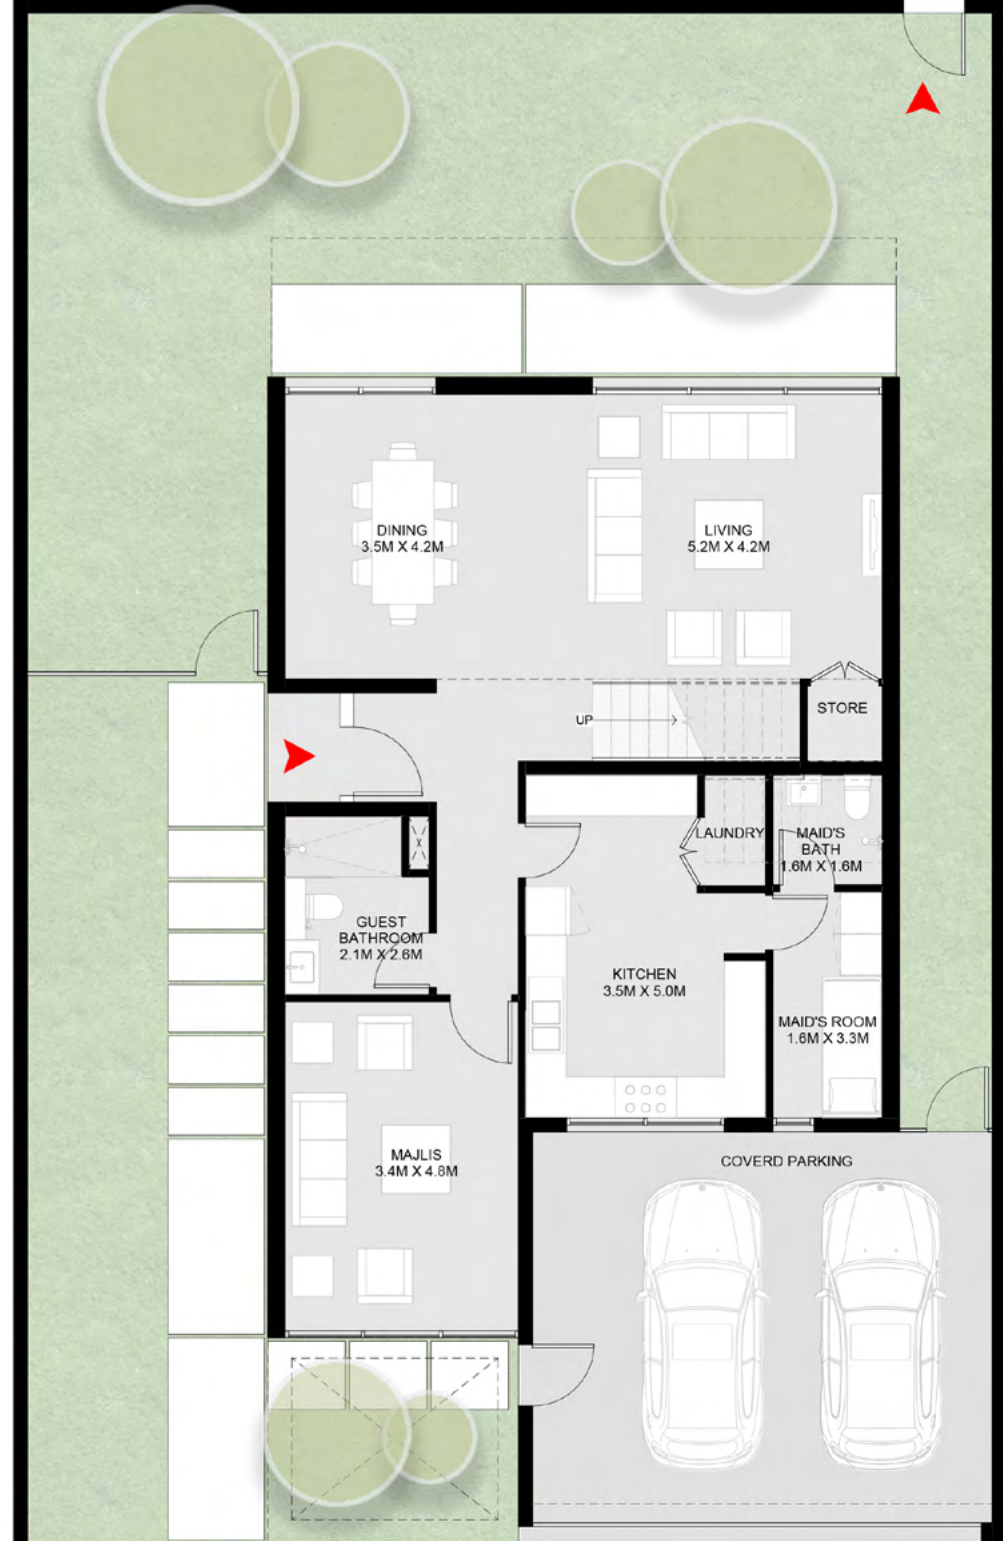 DINING
3.5M X 4.2M
LIVING
5.2M X 4.2M
UP
STORE
LAUNDRY
MAID'S
BATH
1.6M X 1.6M
GUEST
BATHROOM
2.1M X 2.6M
KITCHEN
3.5M X 5.0M
MAID'S ROOM
1.6M X 3.3M
MAJLIS
3.4M X 4.8M
COVERD PARKING